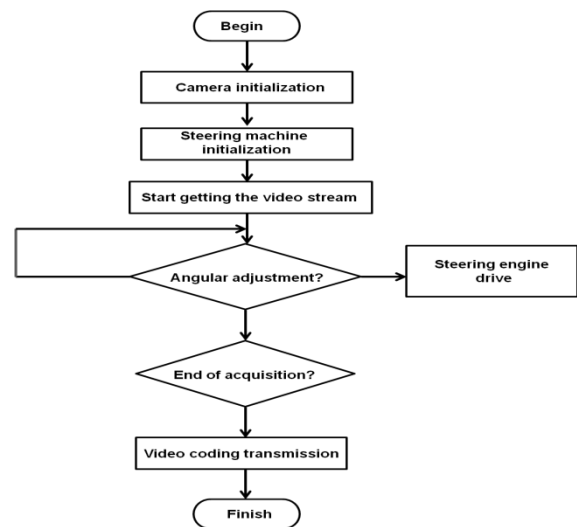 Begin
Camera initialization
Steering machine
initialization
Start getting the video stream
Angular adjustment?
Steering engine
drive
End of acquisition?
Video coding transmission
Finish